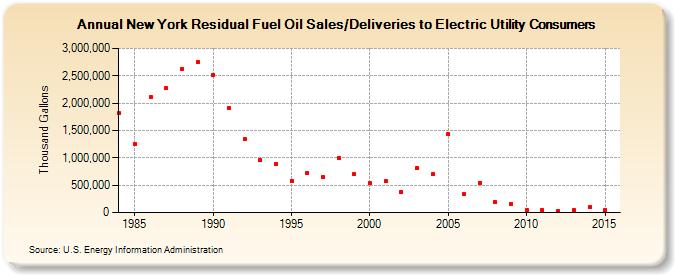 Annual New York Residual Fuel Oil Sales/Deliveries to Electric Utility Consumers
Thousand Gallons
3,000,000
2,500,000
2,000,000
1,500,000
1,000,000
500,000
0
1985 1990 1995 2000 2005 2010 2015
Source: U.S. Energy Information Administration